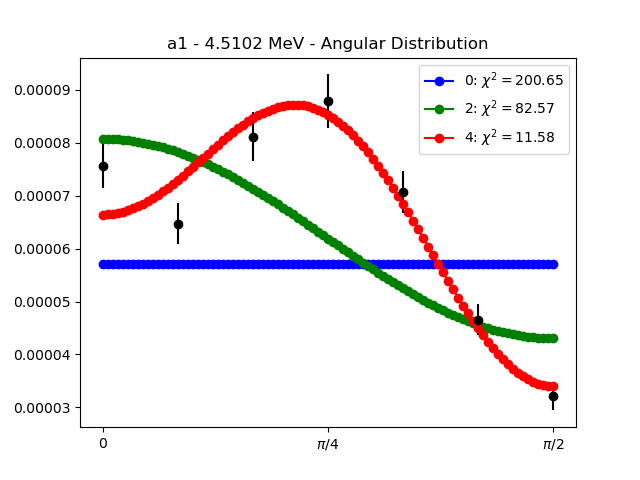 a1 - 4.5102 MeV - Angular Distribution
0: χ² = 200.65
2: χ² = 82.57
4: χ² = 11.58
0.00009
0.00008
0.00007
0.00006
0.00005
0.00004
0.00003
0 π/4 π/2